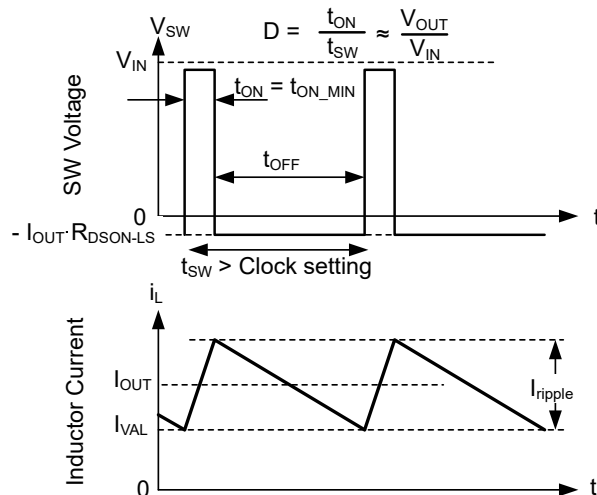 V_SW
D = t_ON / t_SW ≈ V_OUT / V_IN
V_IN
t_ON = t_ON_MIN
SW Voltage
t_OFF
0
t
- I_OUT·R_DSON-LS
t_SW > Clock setting
i_L
Inductor Current
I_OUT
I_ripple
I_VAL
0
t